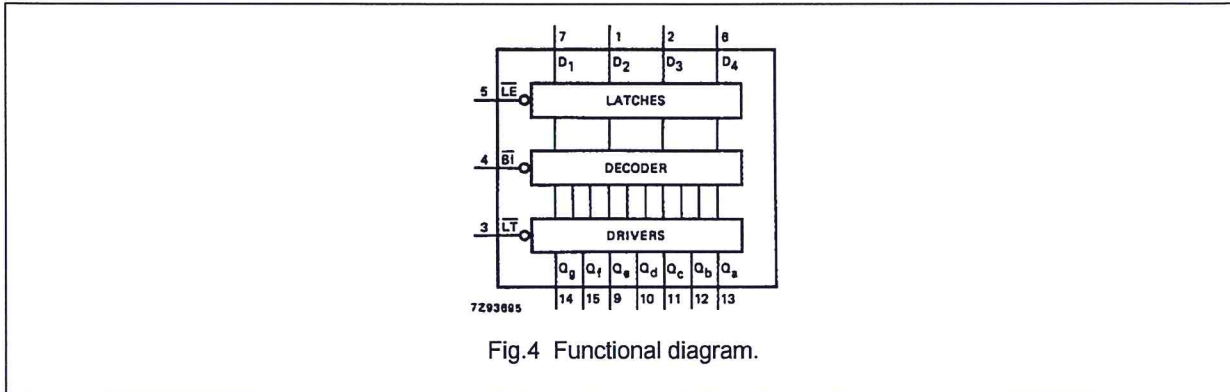 7 1 2 6
D1 D2 D3 D4
5 LE LATCHES
4 BI DECODER
3 LT DRIVERS
Qg Qf Qe Qd Qc Qb Qa
14 15 9 10 11 12 13
7Z93695
Fig.4 Functional diagram.